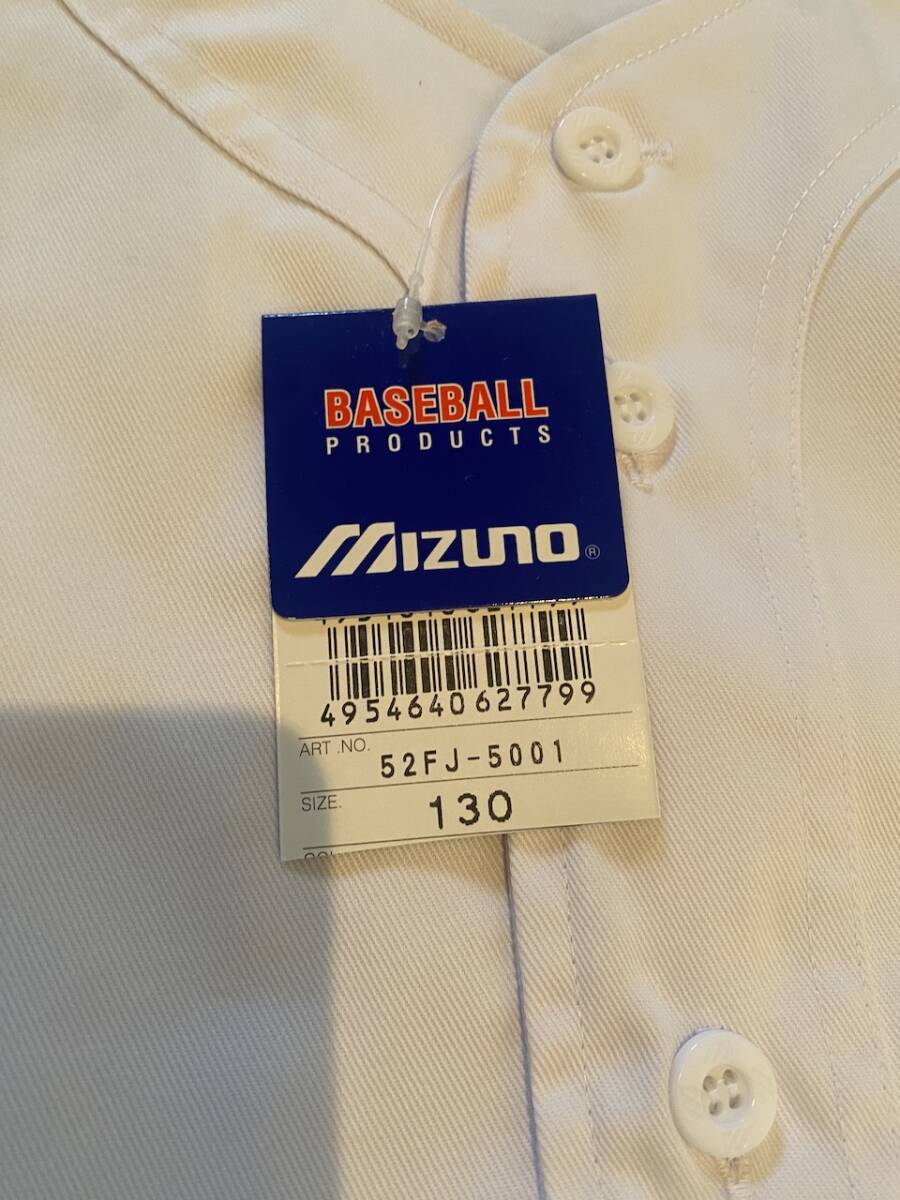 BASEBALL
PRODUCTS
MIZUNO ®
4954640627799
ART .NO. 52FJ-5001
SIZE. 130